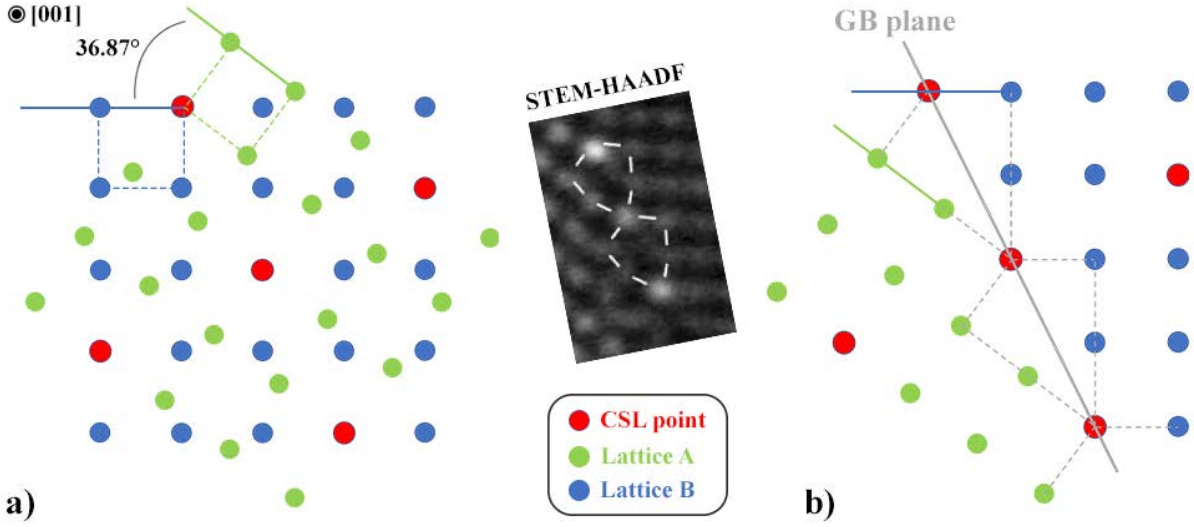 [001]
36.87°
STEM-HAADF
GB plane
CSL point
Lattice A
Lattice B
a)
b)